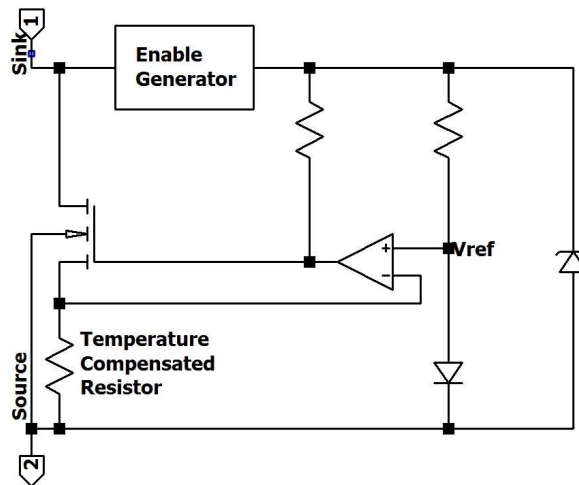 1
Sink
Enable
Generator
+
Vref
-
Temperature
Compensated
Resistor
Source
2